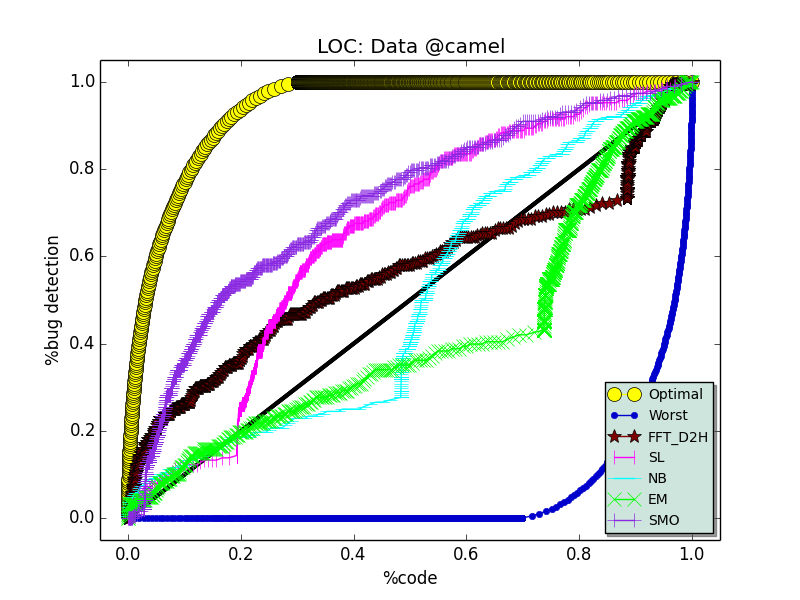 LOC: Data @camel
1.0
0.8
0.6
0.4
0.2
0.0
%bug detection
0.0 0.2 0.4 0.6 0.8 1.0
%code
Optimal
Worst
FFT_D2H
SL
NB
EM
SMO